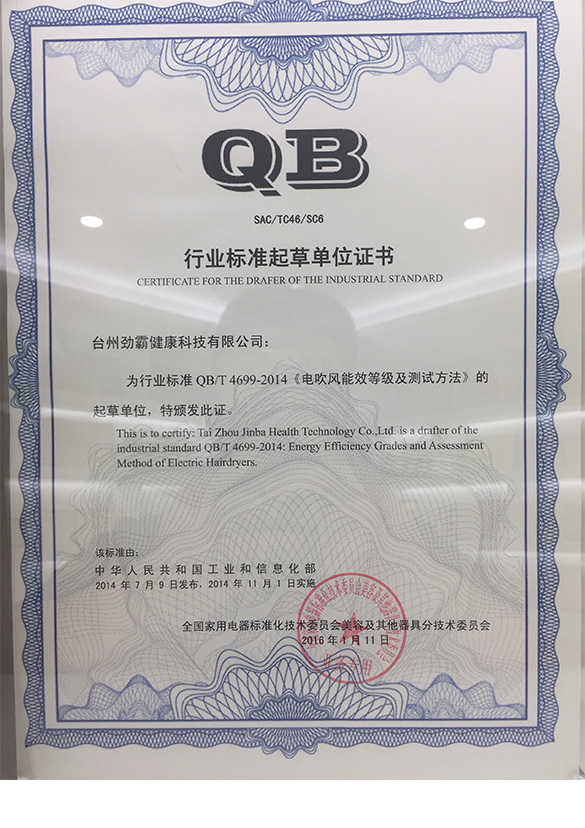 QB
SAC/TC46/SC6
行业标准起草单位证书
CERTIFICATE FOR THE DRAFER OF THE INDUSTRIAL STANDARD
台州劲霸健康科技有限公司：
为行业标准 QB/T 4699-2014《电吹风能效等级及测试方法》的
起草单位，特颁发此证。
This is to certify: Tai Zhou Jinba Health Technology Co.,Ltd. is a drafter of the
industrial standard QB/T 4699-2014: Energy Efficiency Grades and Assessment
Method of Electric Hairdryers.
该标准由：
中华人民共和国工业和信息化部
2014 年 7 月 9 日发布，2014 年 11 月 1 日实施
全国家用电器标准化技术委员会美容及其他器具分技术委员会
2016 年 1 月 11 日